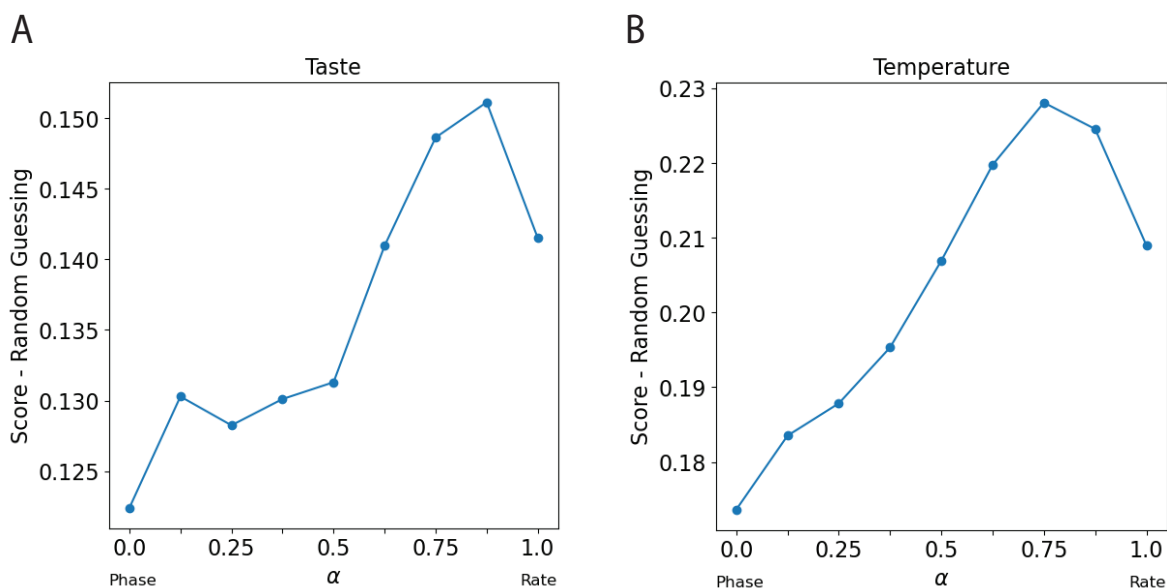 A
Taste
Score - Random Guessing
0.150
0.145
0.140
0.135
0.130
0.125
0.0 0.25 0.5 0.75 1.0
Phase α Rate
B
Temperature
Score - Random Guessing
0.23
0.22
0.21
0.20
0.19
0.18
0.0 0.25 0.5 0.75 1.0
Phase α Rate